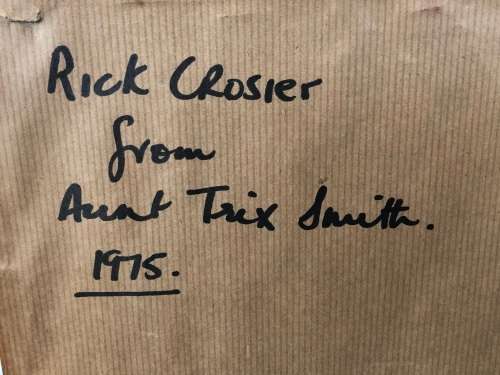 Rick Crosier
from
Aunt Trix Smith.
1975.